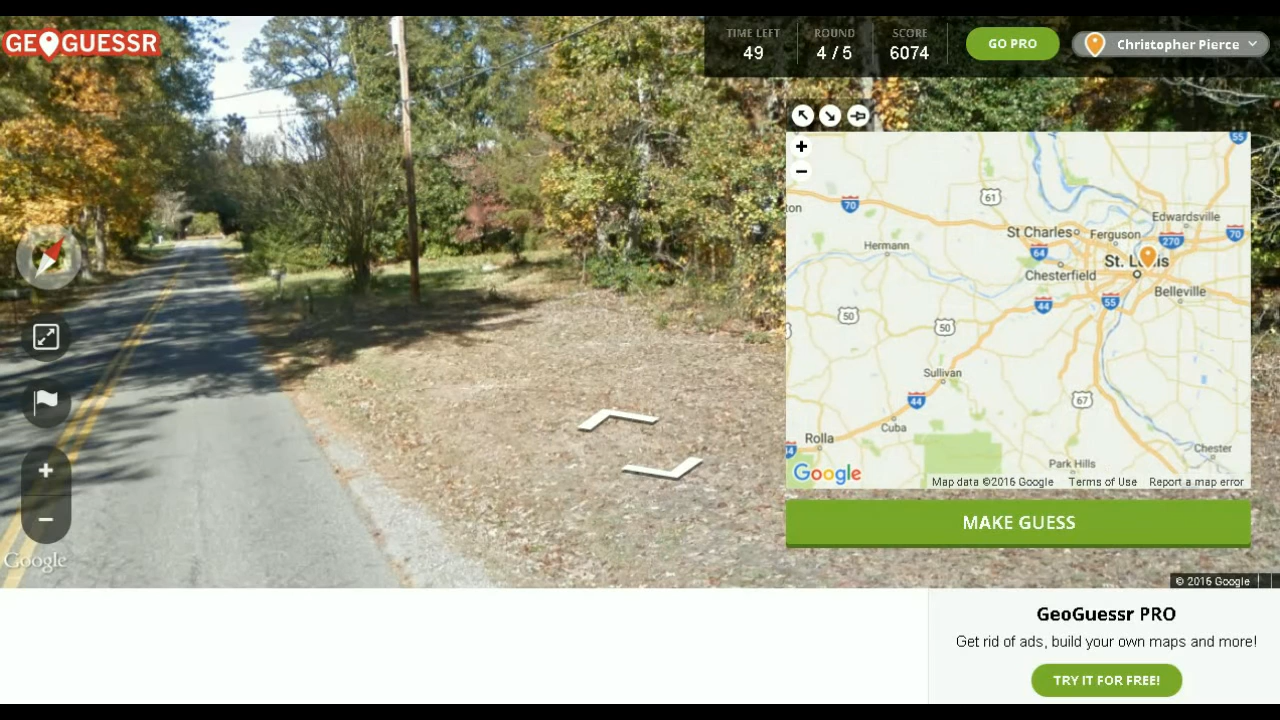 GEOGUESSR
TIME LEFT
49
ROUND
4 / 5
SCORE
6074
GO PRO
Christopher Pierce
+
−
55
61
70
Edwardsville
St Charles
Ferguson
270
70
Hermann
64
St. Louis
Chesterfield
Belleville
44
55
50
50
Sullivan
67
44
Cuba
Rolla
Chester
44
Park Hills
Google
Map data ©2016 Google
Terms of Use
Report a map error
MAKE GUESS
+
−
Google
© 2016 Google
GeoGuessr PRO
Get rid of ads, build your own maps and more!
TRY IT FOR FREE!